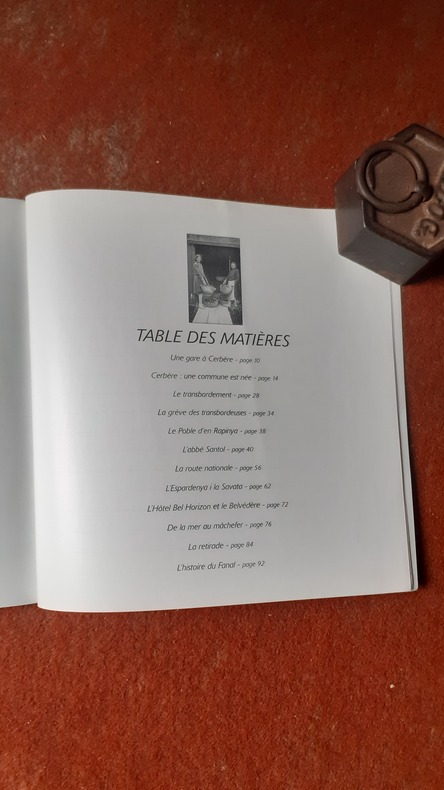 TABLE DES MATIÈRES
Une gare à Cerbère - page 10
Cerbère : une commune est née - page 14
Le transbordement - page 28
La grève des transbordeuses - page 34
Le Poble d'en Rapinya - page 38
L'abbé Santol - page 40
La route nationale - page 56
L'Espardenya i la Savata - page 62
L'Hôtel Bel Horizon et le Belvédère - page 72
De la mer au mâchefer - page 76
La retirade - page 84
L'histoire du Fanal - page 92